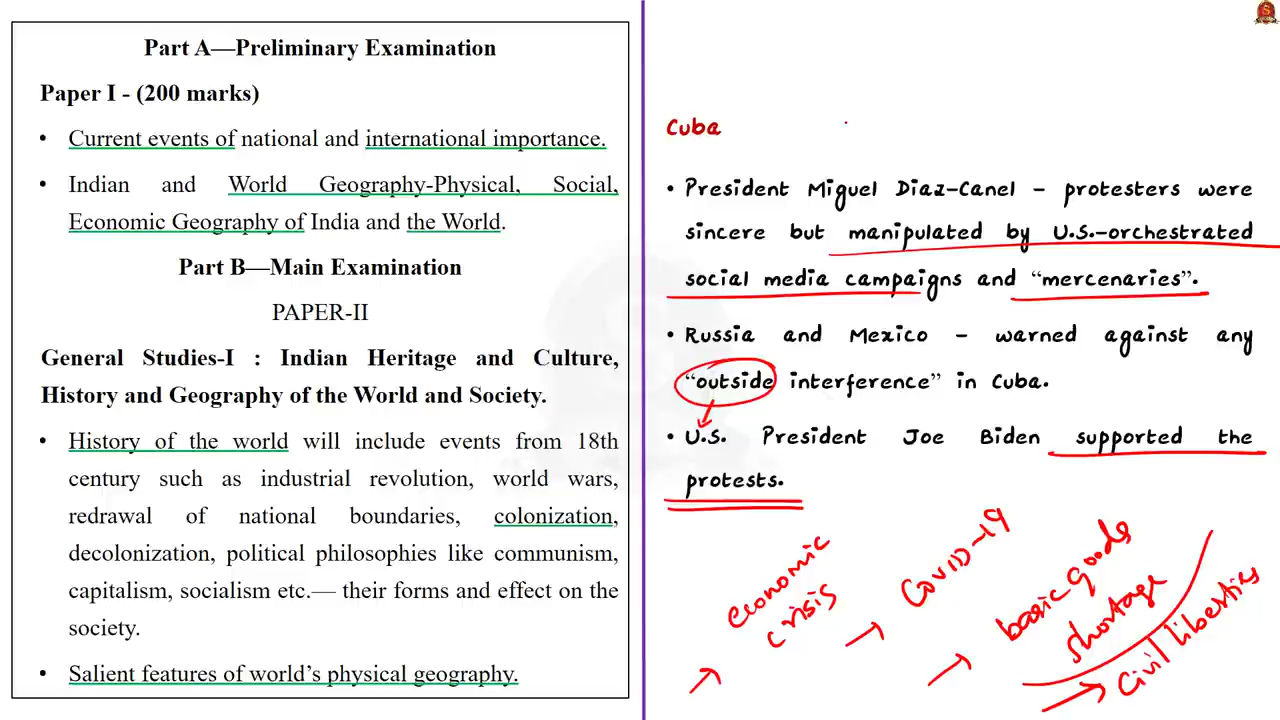 Part A—Preliminary Examination
Paper I - (200 marks)
• Current events of national and international importance.
• Indian and World Geography-Physical, Social,
Economic Geography of India and the World.
Part B—Main Examination
PAPER-II
General Studies-I : Indian Heritage and Culture,
History and Geography of the World and Society.
• History of the world will include events from 18th
century such as industrial revolution, world wars,
redrawal of national boundaries, colonization,
decolonization, political philosophies like communism,
capitalism, socialism etc.— their forms and effect on the
society.
• Salient features of world's physical geography.
Cuba
• President Miguel Diaz-Canel – protesters were
sincere but manipulated by U.S.-orchestrated
social media campaigns and “mercenaries”.
• Russia and Mexico – warned against any
“outside interference” in Cuba.
• U.S. President Joe Biden supported the
protests.
→ economic
crisis
→ COVID-19
→ basic goods
shortage
→ Civil liberties